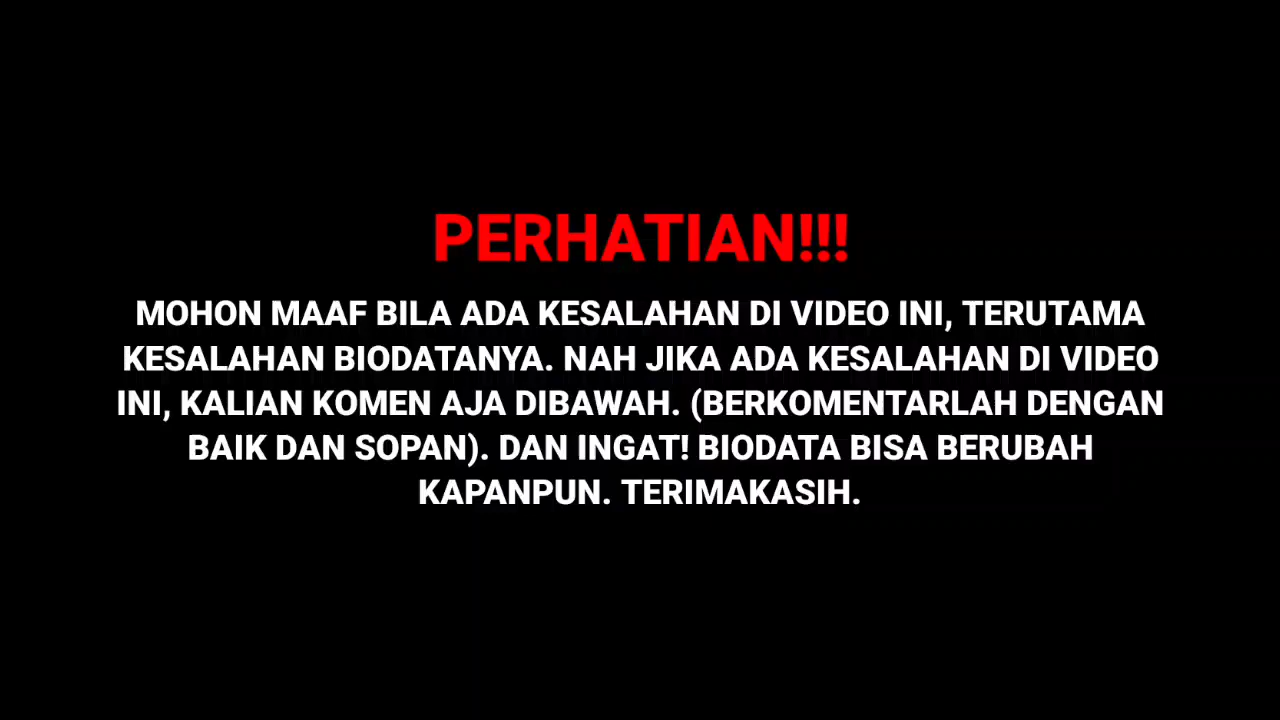 PERHATIAN!!!
MOHON MAAF BILA ADA KESALAHAN DI VIDEO INI, TERUTAMA
KESALAHAN BIODATANYA. NAH JIKA ADA KESALAHAN DI VIDEO
INI, KALIAN KOMEN AJA DIBAWAH. (BERKOMENTARLAH DENGAN
BAIK DAN SOPAN). DAN INGAT! BIODATA BISA BERUBAH
KAPANPUN. TERIMAKASIH.